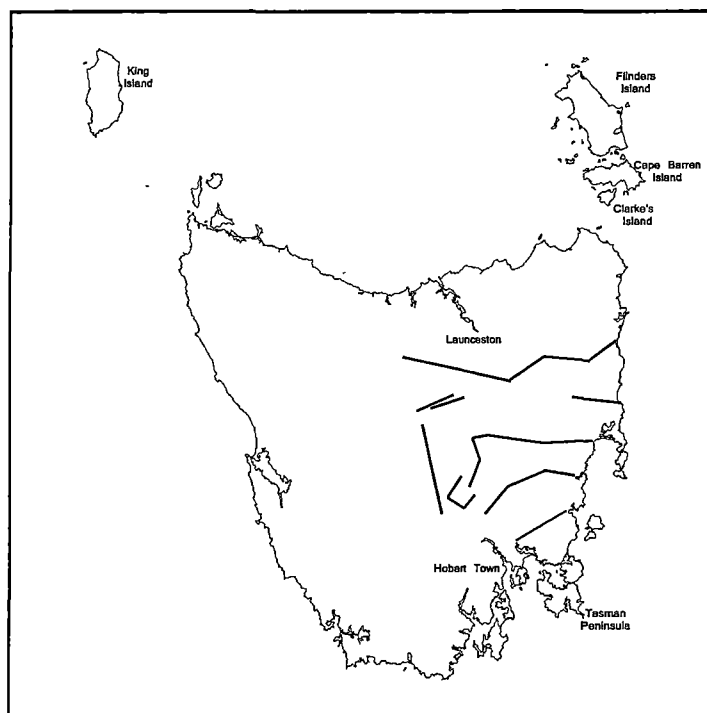 King
Island
Flinders
Island
Cape Barren
Island
Clarke's
Island
Launceston
Hobart Town
Tasman
Peninsula